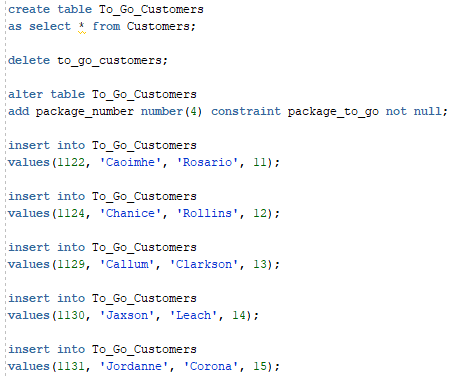 create table To_Go_Customers
as select * from Customers;
delete to_go_customers;
alter table To_Go_Customers
add package_number number(4) constraint package_to_go not null;
insert into To_Go_Customers
values(1122, 'Caoimhe', 'Rosario', 11);
insert into To_Go_Customers
values(1124, 'Chanice', 'Rollins', 12);
insert into To_Go_Customers
values(1129, 'Callum', 'Clarkson', 13);
insert into To_Go_Customers
values(1130, 'Jaxson', 'Leach', 14);
insert into To_Go_Customers
values(1131, 'Jordanne', 'Corona', 15);